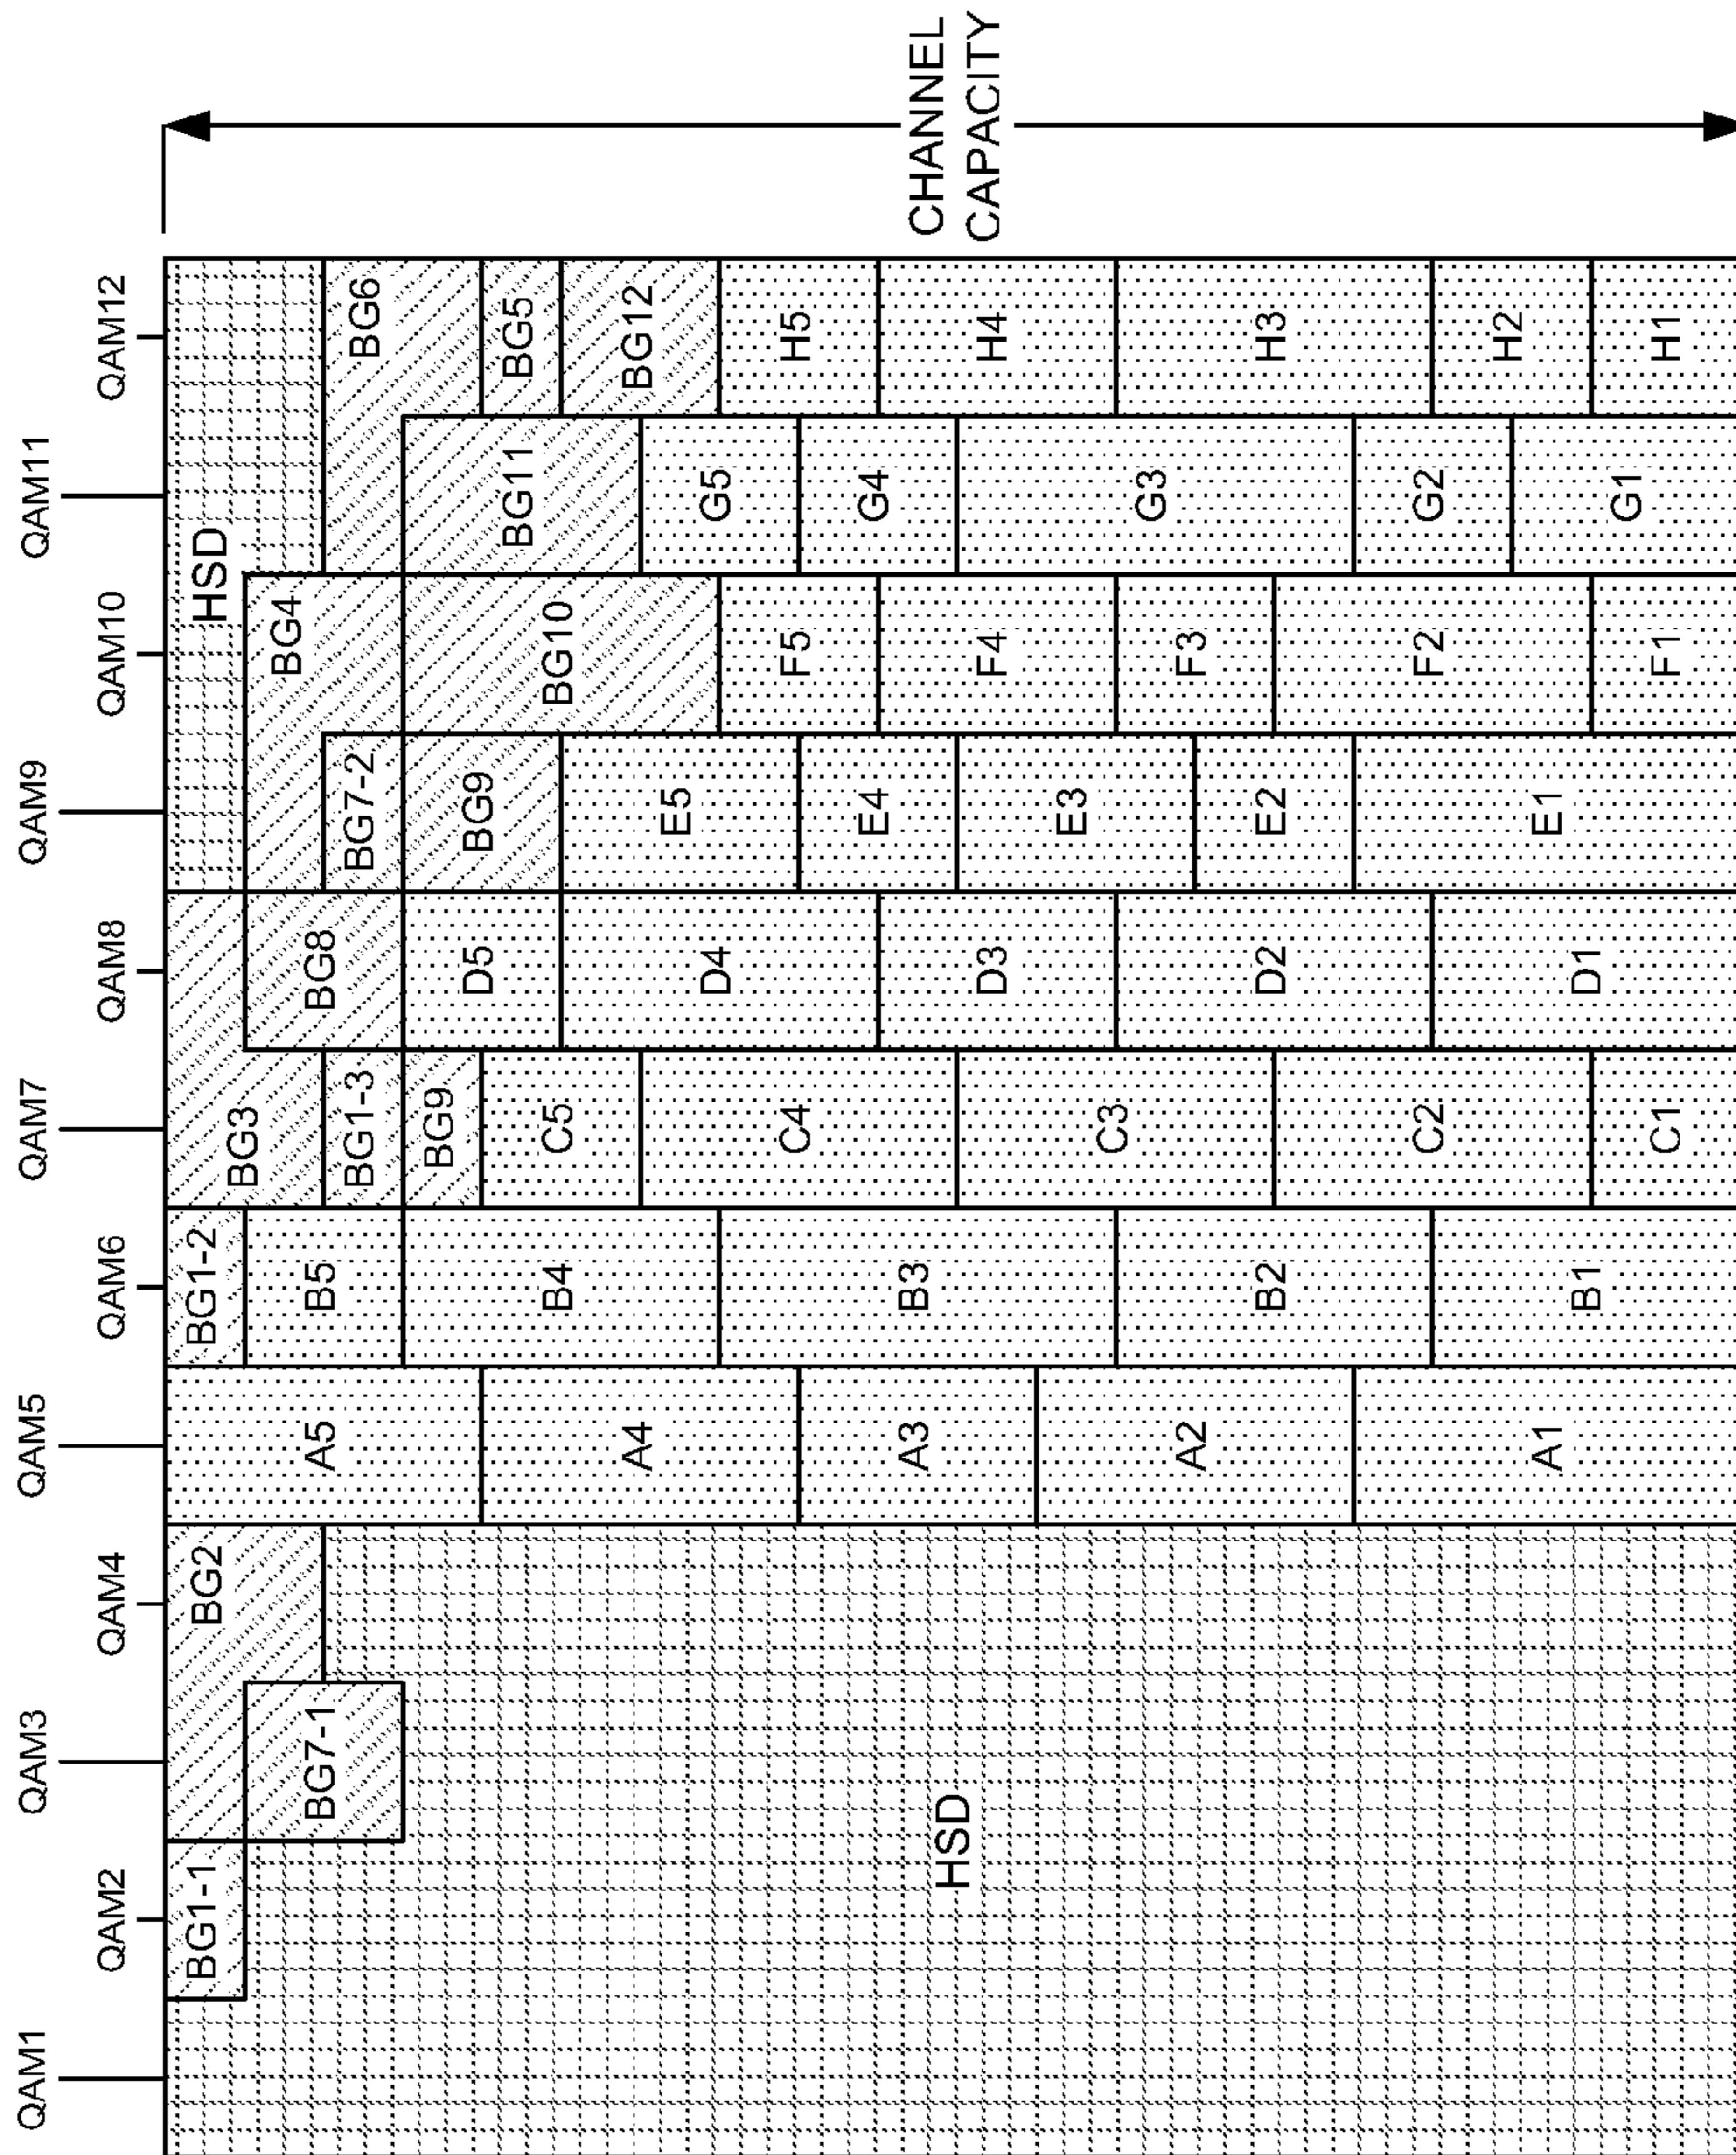 QAM1
QAM2
QAM3
QAM4
QAM5
QAM6
QAM7
QAM8
QAM9
QAM10
QAM11
QAM12
HSD
BG1-1
BG7-1
BG2
A5
A4
A3
A2
A1
BG1-2
B5
B4
B3
B2
B1
BG3
BG1-3
BG9
C5
C4
C3
C2
C1
BG8
D5
D4
D3
D2
D1
HSD
BG7-2
BG9
E5
E4
E3
E2
E1
BG4
BG10
F5
F4
F3
F2
F1
BG11
G5
G4
G3
G2
G1
BG6
BG5
BG12
H5
H4
H3
H2
H1
CHANNEL
CAPACITY